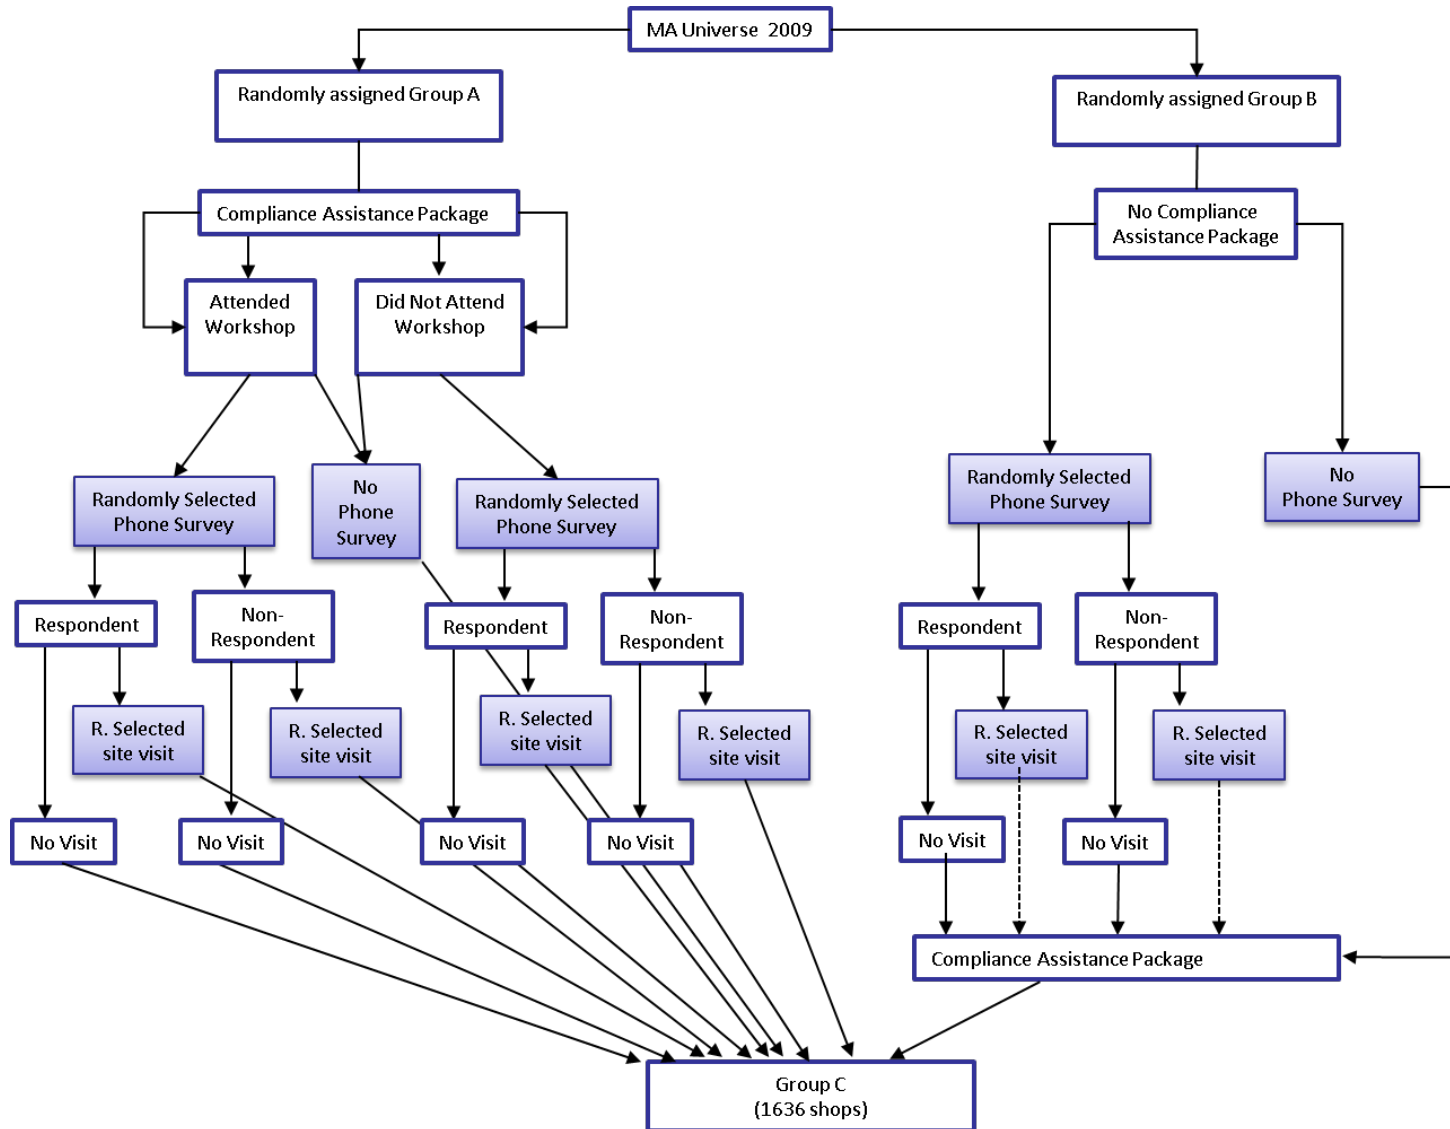 MA Universe 2009
Randomly assigned Group A
Randomly assigned Group B
Compliance Assistance Package
No Compliance
Assistance Package
Attended
Workshop
Did Not Attend
Workshop
Randomly Selected
Phone Survey
No
Phone
Survey
Randomly Selected
Phone Survey
Randomly Selected
Phone Survey
No
Phone Survey
Respondent
Non-
Respondent
Respondent
Non-
Respondent
Respondent
Non-
Respondent
R. Selected
site visit
R. Selected
site visit
R. Selected
site visit
R. Selected
site visit
R. Selected
site visit
R. Selected
site visit
No Visit
No Visit
No Visit
No Visit
No Visit
No Visit
Compliance Assistance Package
Group C
(1636 shops)